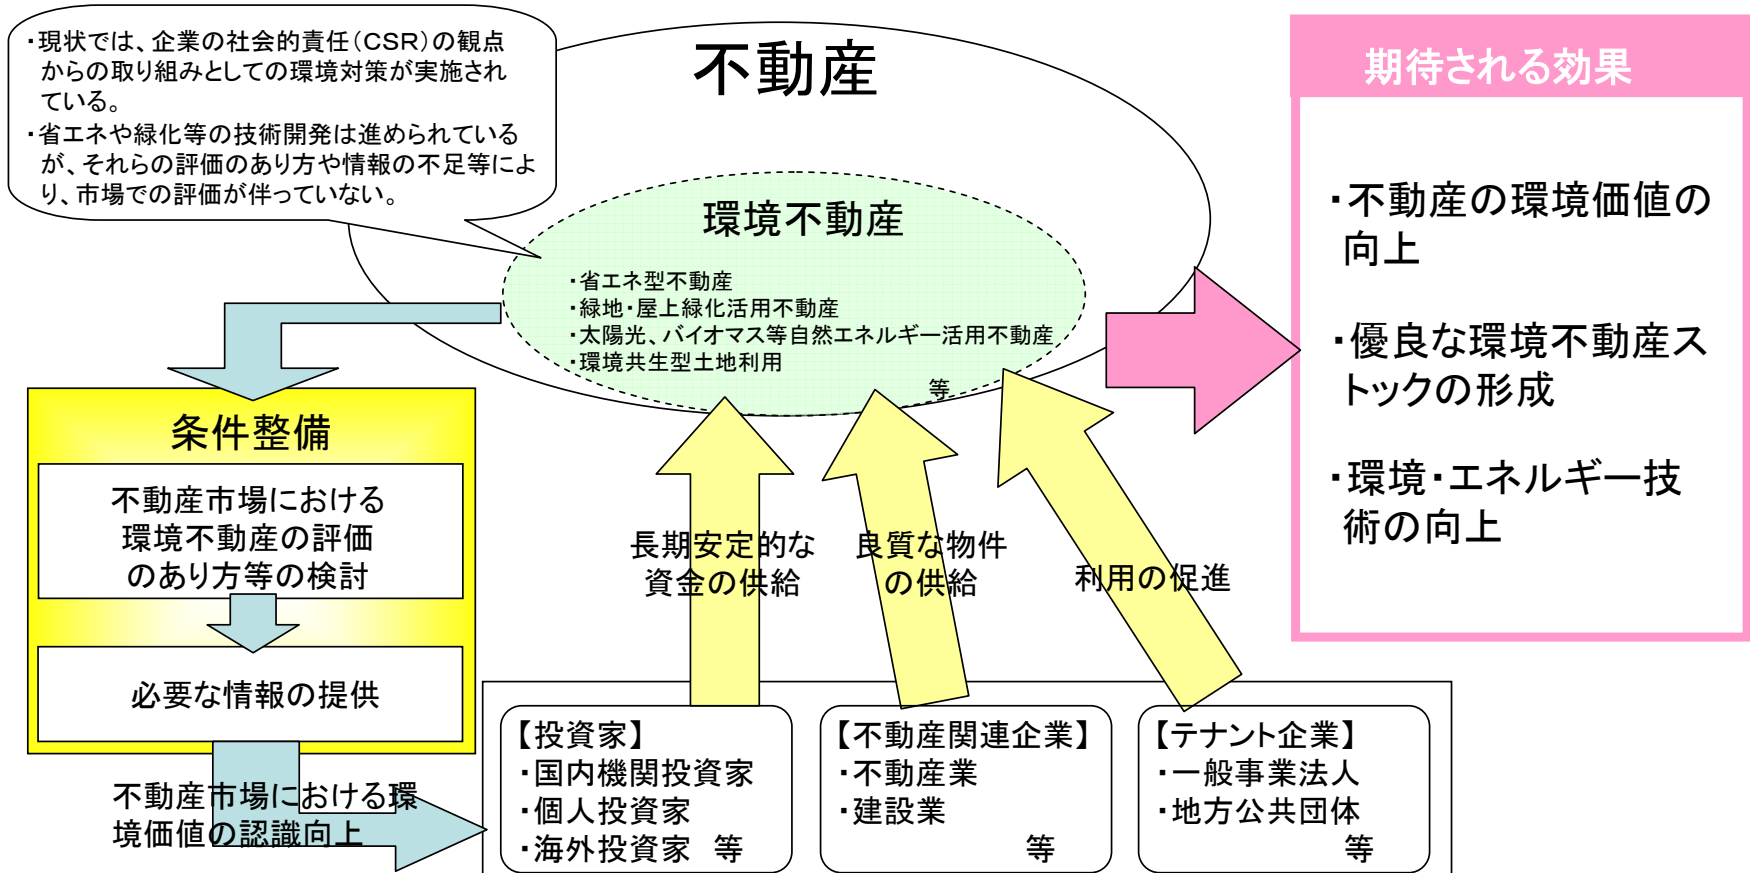 ・現状では、企業の社会的責任(CSR)の観点
からの取り組みとしての環境対策が実施され
ている。
・省エネや緑化等の技術開発は進められている
が、それらの評価のあり方や情報の不足等によ
り、市場での評価が伴っていない。
不動産
環境不動産
・省エネ型不動産
・緑地・屋上緑化活用不動産
・太陽光、バイオマス等自然エネルギー活用不動産
・環境共生型土地利用
等
期待される効果
・不動産の環境価値の
向上
・優良な環境不動産ス
トックの形成
・環境・エネルギー技
術の向上
条件整備
不動産市場における
環境不動産の評価
のあり方等の検討
必要な情報の提供
不動産市場における環
境価値の認識向上
長期安定的な
資金の供給
良質な物件
の供給
利用の促進
【投資家】
・国内機関投資家
・個人投資家
・海外投資家 等
【不動産関連企業】
・不動産業
・建設業
等
【テナント企業】
・一般事業法人
・地方公共団体
等